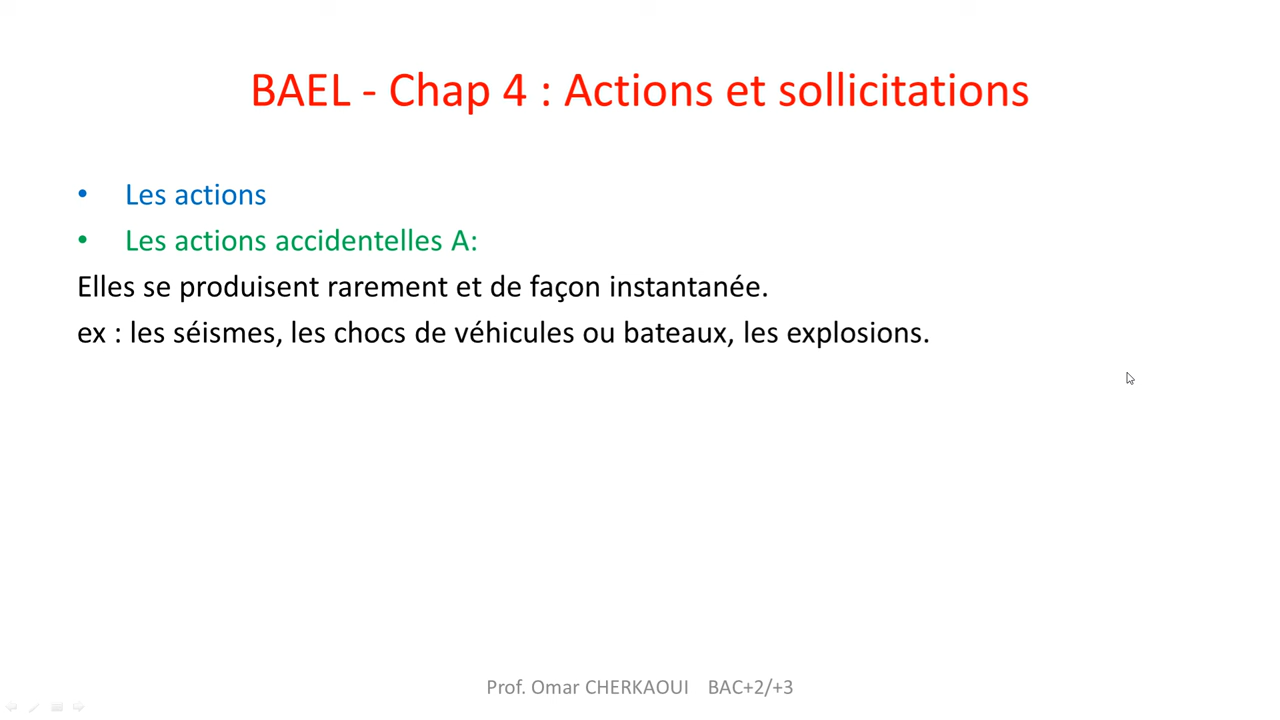 BAEL - Chap 4 : Actions et sollicitations
• Les actions
• Les actions accidentelles A:
Elles se produisent rarement et de façon instantanée.
ex : les séismes, les chocs de véhicules ou bateaux, les explosions.
Prof. Omar CHERKAOUI BAC+2/+3